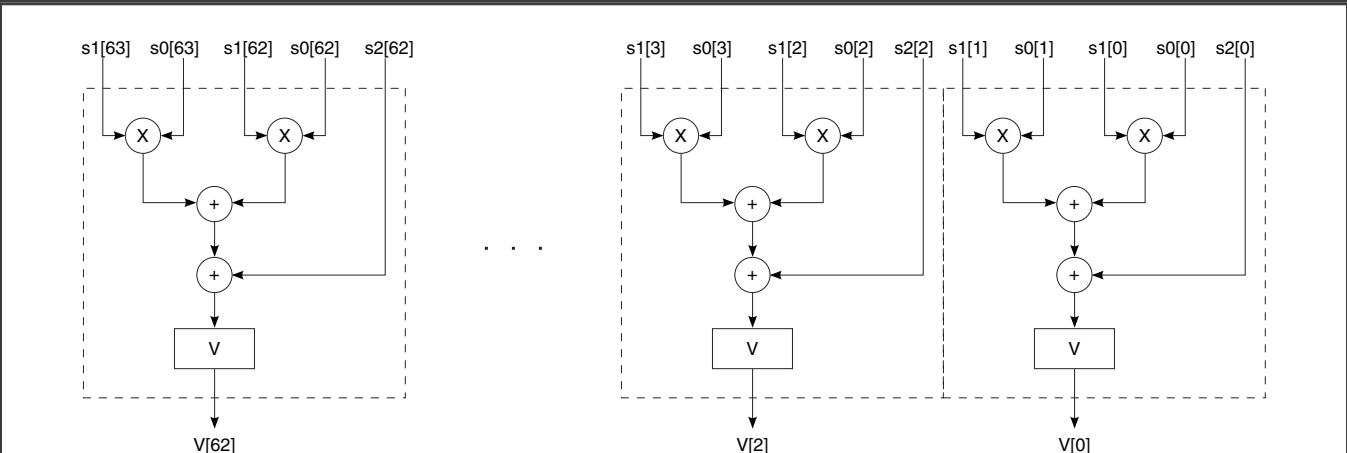 s1[63] s0[63] s1[62] s0[62] s2[62] s1[3] s0[3] s1[2] s0[2] s2[2] s1[1] s0[1] s1[0] s0[0] s2[0]
X X X X X X
+ + +
. . .
+ + +
V V V
V[62] V[2] V[0]